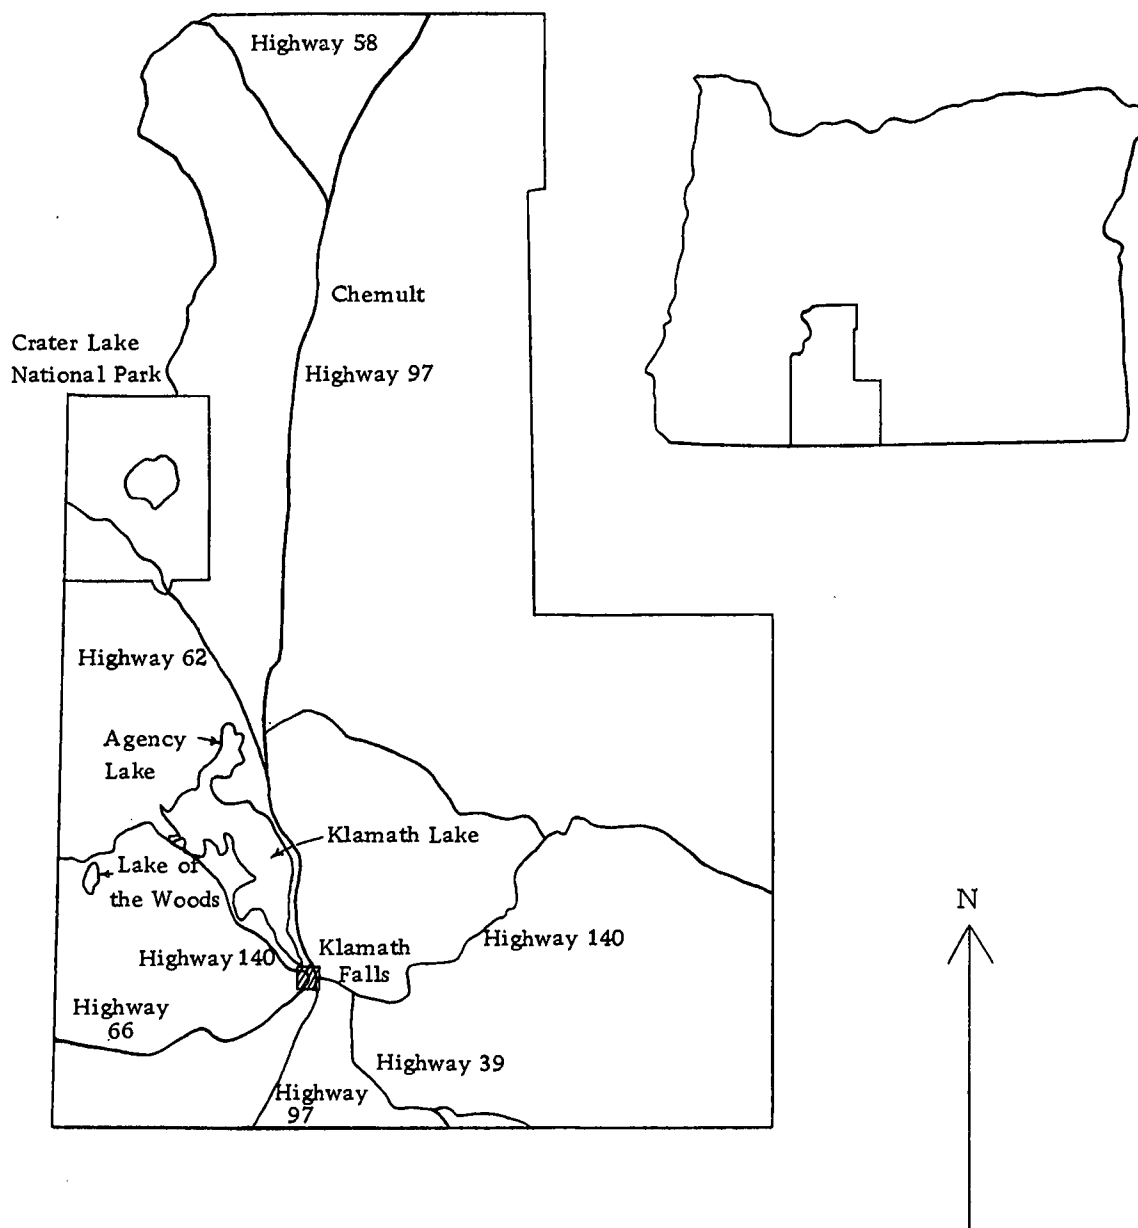 Highway 58
Chemult
Crater Lake
National Park
Highway 97
Highway 62
Agency
Lake
Klamath Lake
Lake of
the Woods
N
Highway 140
Klamath
Falls
Highway 140
Highway
66
Highway 39
Highway
97